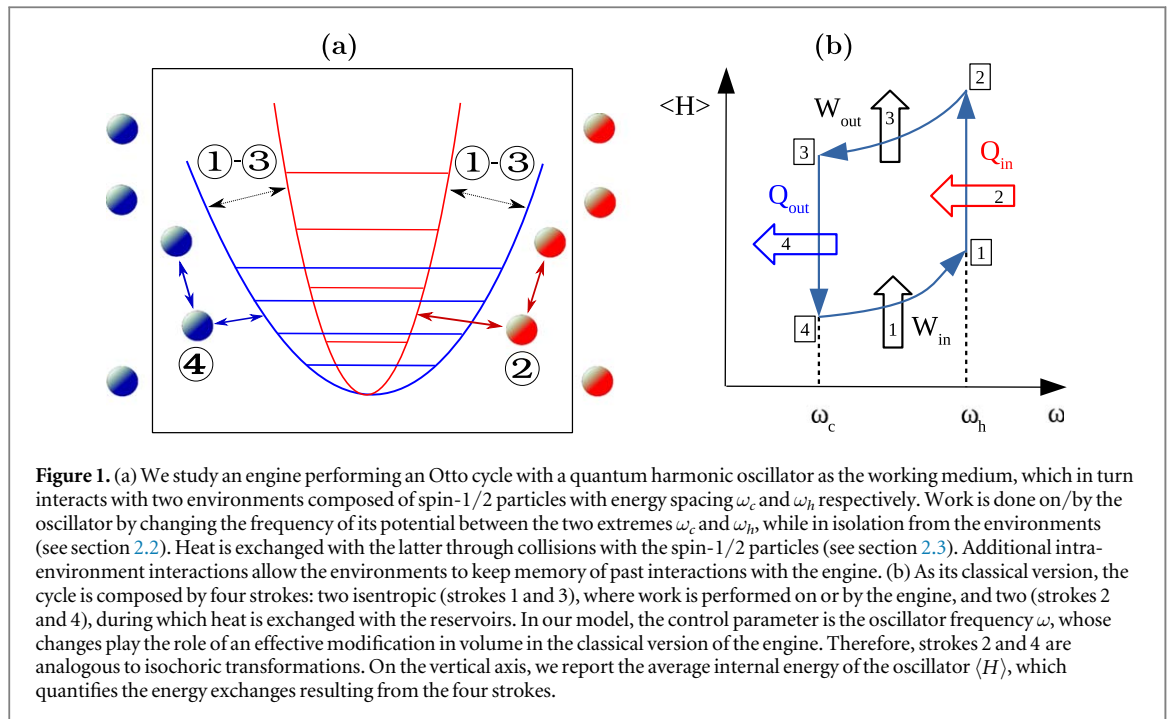 (a)
(b)
①-③
①-③
④
②
<H>
W_out
3
2
3
Q_in
2
Q_out
4
1
4
1
W_in
ω_c
ω_h
ω
Figure 1. (a) We study an engine performing an Otto cycle with a quantum harmonic oscillator as the working medium, which in turn
interacts with two environments composed of spin-1/2 particles with energy spacing ω_c and ω_h respectively. Work is done on/by the
oscillator by changing the frequency of its potential between the two extremes ω_c and ω_h, while in isolation from the environments
(see section 2.2). Heat is exchanged with the latter through collisions with the spin-1/2 particles (see section 2.3). Additional intra-
environment interactions allow the environments to keep memory of past interactions with the engine. (b) As its classical version, the
cycle is composed by four strokes: two isentropic (strokes 1 and 3), where work is performed on or by the engine, and two (strokes 2
and 4), during which heat is exchanged with the reservoirs. In our model, the control parameter is the oscillator frequency ω, whose
changes play the role of an effective modification in volume in the classical version of the engine. Therefore, strokes 2 and 4 are
analogous to isochoric transformations. On the vertical axis, we report the average internal energy of the oscillator ⟨H⟩, which
quantifies the energy exchanges resulting from the four strokes.